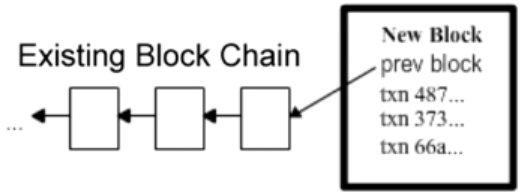 Existing Block Chain
...
New Block
prev block
txn 487...
txn 373...
txn 66a...